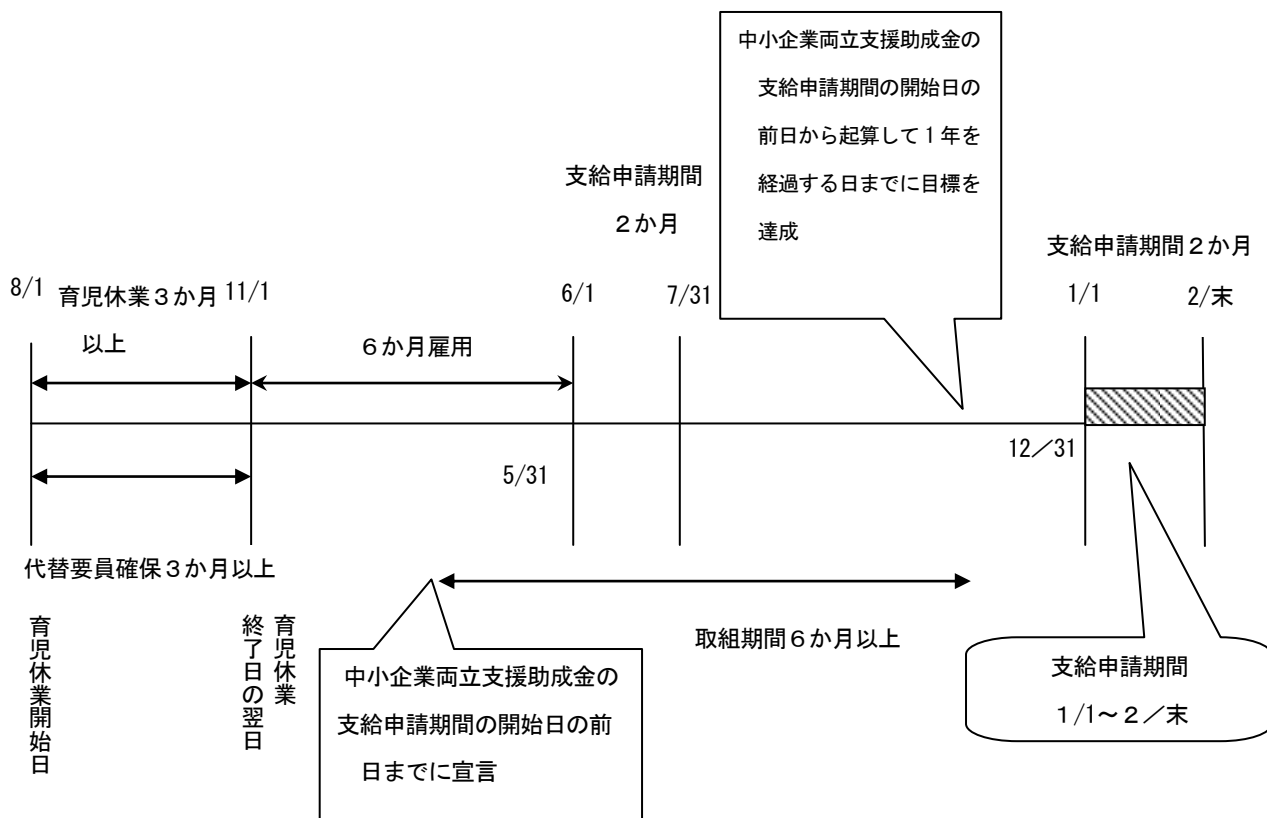 中小企業両立支援助成金の
支給申請期間の開始日の
前日から起算して1年を
経過する日までに目標を
達成
支給申請期間
2か月
支給申請期間2か月
8/1
育児休業3か月
以上
11/1
6か月雇用
6/1
7/31
1/1
2/末
5/31
12/31
代替要員確保3か月以上
育児休業開始日
育児休業
終了日の翌日
中小企業両立支援助成金の
支給申請期間の開始日の前
日までに宣言
取組期間6か月以上
支給申請期間
1/1~2/末